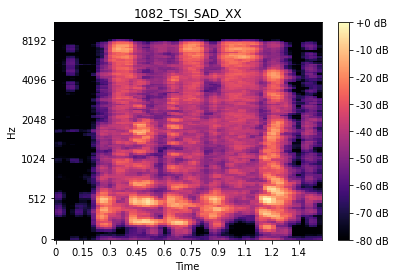 1082_TSI_SAD_XX
+0 dB
8192
-10 dB
4096
-20 dB
-30 dB
2048
Hz
-40 dB
1024
-50 dB
512
-60 dB
-70 dB
0
-80 dB
0 0.15 0.3 0.45 0.6 0.75 0.9 1.1 1.2 1.4
Time